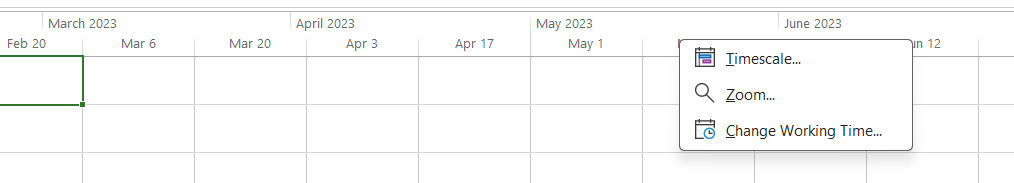 March 2023 April 2023 May 2023 June 2023
Feb 20 Mar 6 Mar 20 Apr 3 Apr 17 May 1 12
Timescale...
Zoom...
Change Working Time...